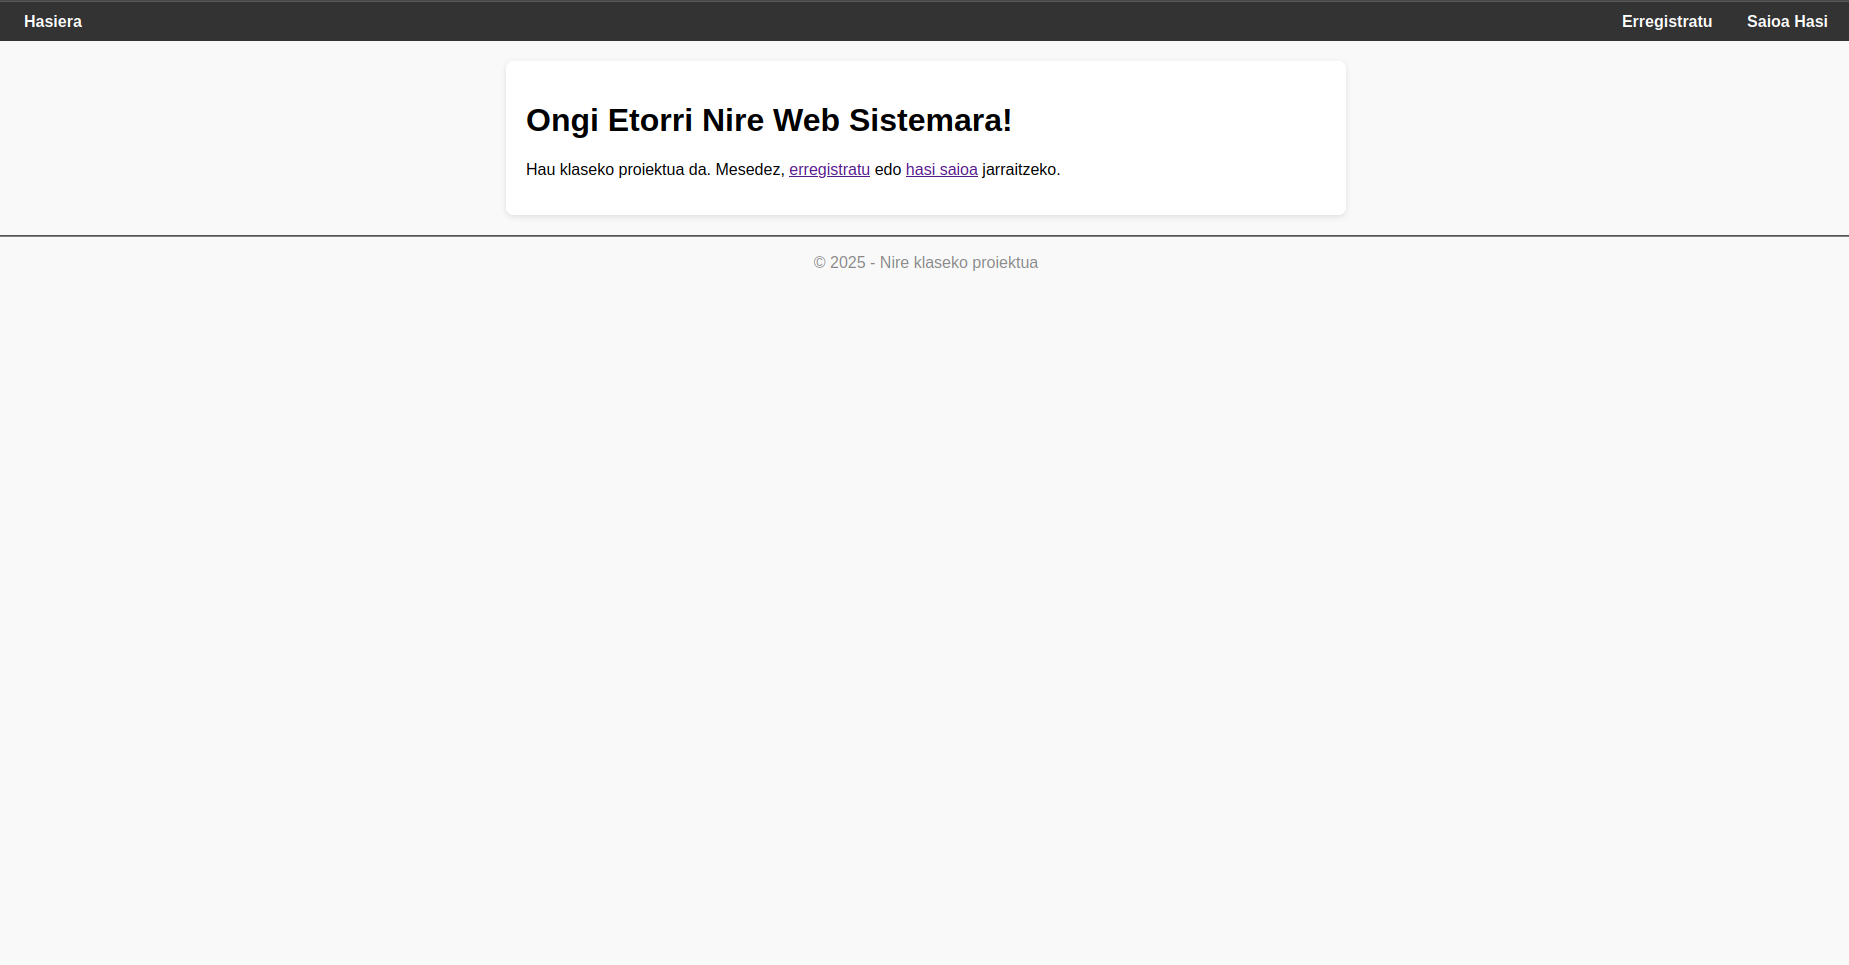 Hasiera Erregistratu Saioa Hasi
Ongi Etorri Nire Web Sistemara!
Hau klaseko proiektua da. Mesedez, erregistratu edo hasi saioa jarraitzeko.
© 2025 - Nire klaseko proiektua